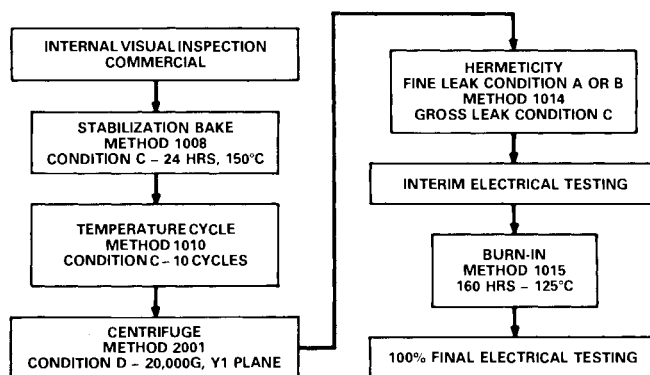 INTERNAL VISUAL INSPECTION
COMMERCIAL
STABILIZATION BAKE
METHOD 1008
CONDITION C – 24 HRS, 150°C
TEMPERATURE CYCLE
METHOD 1010
CONDITION C – 10 CYCLES
CENTRIFUGE
METHOD 2001
CONDITION D – 20,000G, Y1 PLANE
HERMETICITY
FINE LEAK CONDITION A OR B
METHOD 1014
GROSS LEAK CONDITION C
INTERIM ELECTRICAL TESTING
BURN-IN
METHOD 1015
160 HRS – 125°C
100% FINAL ELECTRICAL TESTING